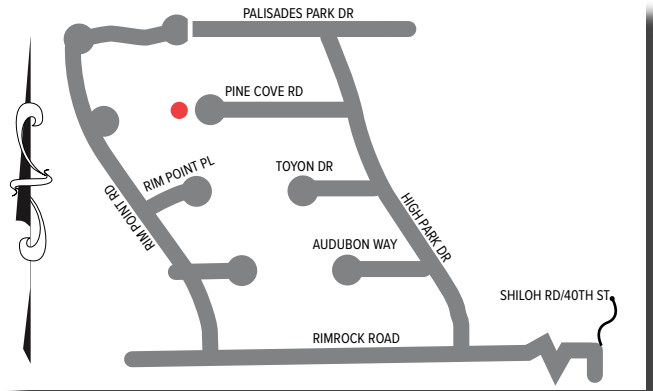 PALISADES PARK DR
PINE COVE RD
RIM POINT PL
TOYON DR
RIM POINT RD
HIGH PARK DR
AUDUBON WAY
SHILOH RD/40TH ST
RIMROCK ROAD